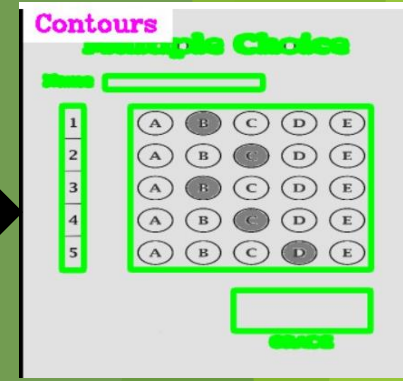 Contours
Multiple Choice
Name
1 A B C D E
2 A B C D E
3 A B C D E
4 A B C D E
5 A B C D E
GRADE